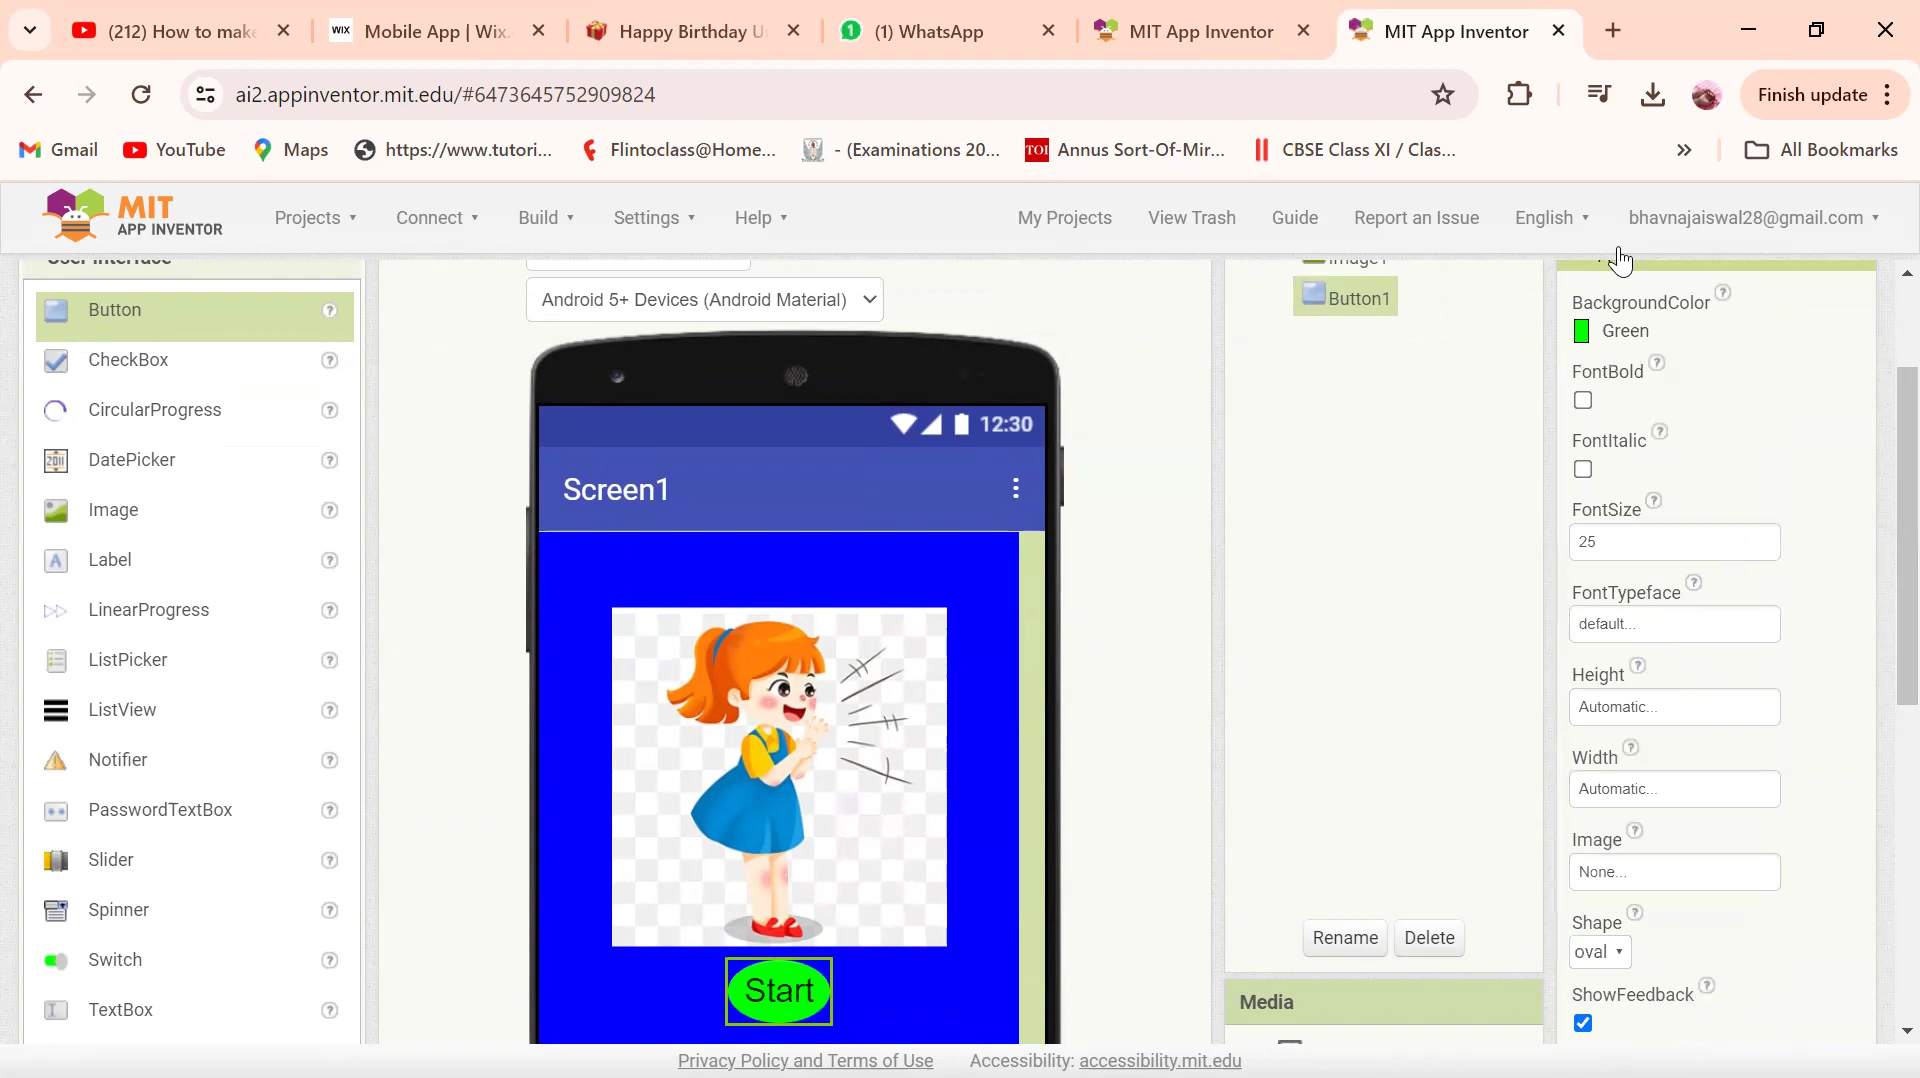 (212) How to make
WIX
Mobile App | Wix.
Happy Birthday U
(1) WhatsApp
MIT App Inventor
MIT App Inventor
ai2.appinventor.mit.edu/#6473645752909824
Finish update
Gmail
YouTube
Maps
https://www.tutori...
Flintoclass@Home...
- (Examinations 20...
TOI
Annus Sort-Of-Mir...
CBSE Class XI / Clas...
All Bookmarks
MIT
APP INVENTOR
Projects
Connect
Build
Settings
Help
My Projects
View Trash
Guide
Report an Issue
English
bhavnajaiswal28@gmail.com
User Interface
Button
CheckBox
CircularProgress
DatePicker
Image
Label
LinearProgress
ListPicker
ListView
Notifier
PasswordTextBox
Slider
Spinner
Switch
TextBox
Android 5+ Devices (Android Material)
12:30
Screen1
Start
Image1
Button1
Rename
Delete
Media
BackgroundColor
Green
FontBold
FontItalic
FontSize
25
FontTypeface
default...
Height
Automatic...
Width
Automatic...
Image
None...
Shape
oval
ShowFeedback
Privacy Policy and Terms of Use
Accessibility: accessibility.mit.edu